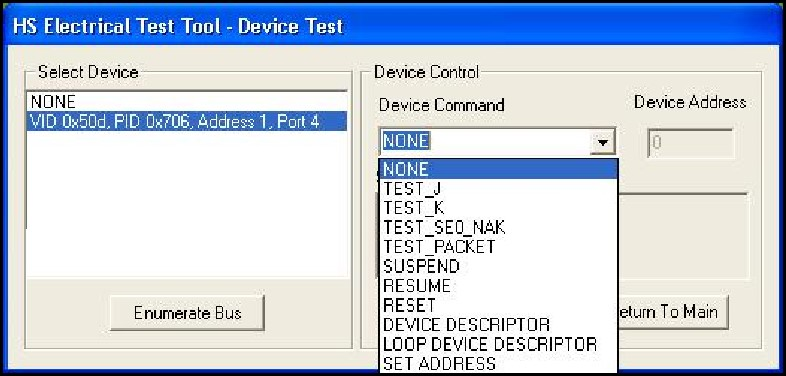 HS Electrical Test Tool - Device Test
Select Device
NONE
VID 0x50d, PID 0x706, Address 1, Port 4
Enumerate Bus
Device Control
Device Command
Device Address
NONE
0
NONE
TEST_J
TEST_K
TEST_SE0_NAK
TEST_PACKET
SUSPEND
RESUME
RESET
DEVICE DESCRIPTOR
LOOP DEVICE DESCRIPTOR
SET ADDRESS
eturn To Main